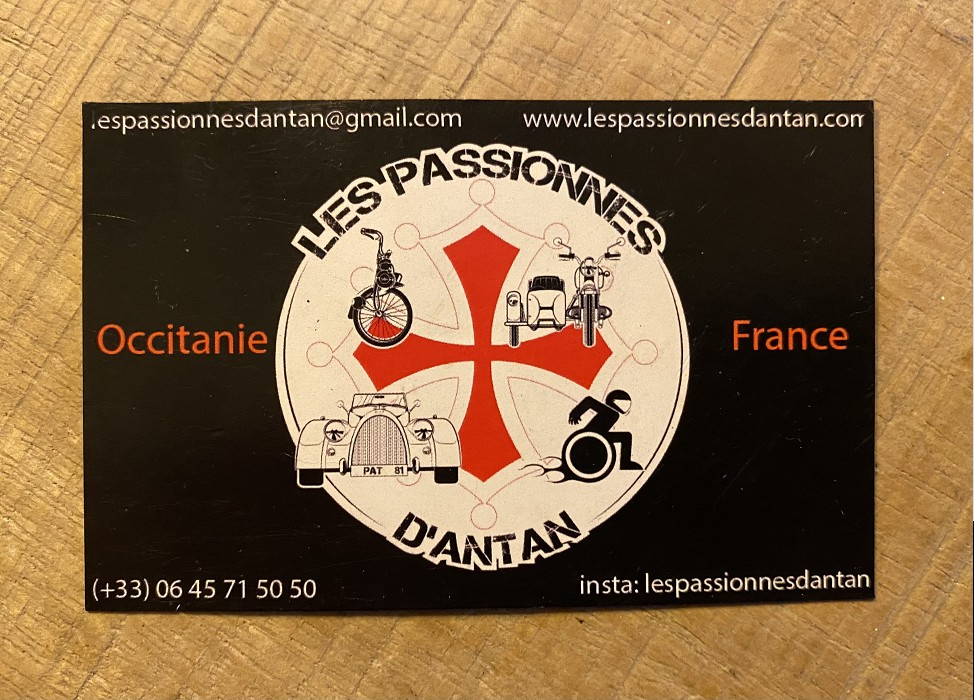 lespassionnesdantan@gmail.com
www.lespassionnesdantan.com
LES PASSIONNES
Occitanie
France
PAT 81
D'ANTAN
(+33) 06 45 71 50 50
insta: lespassionnesdantan